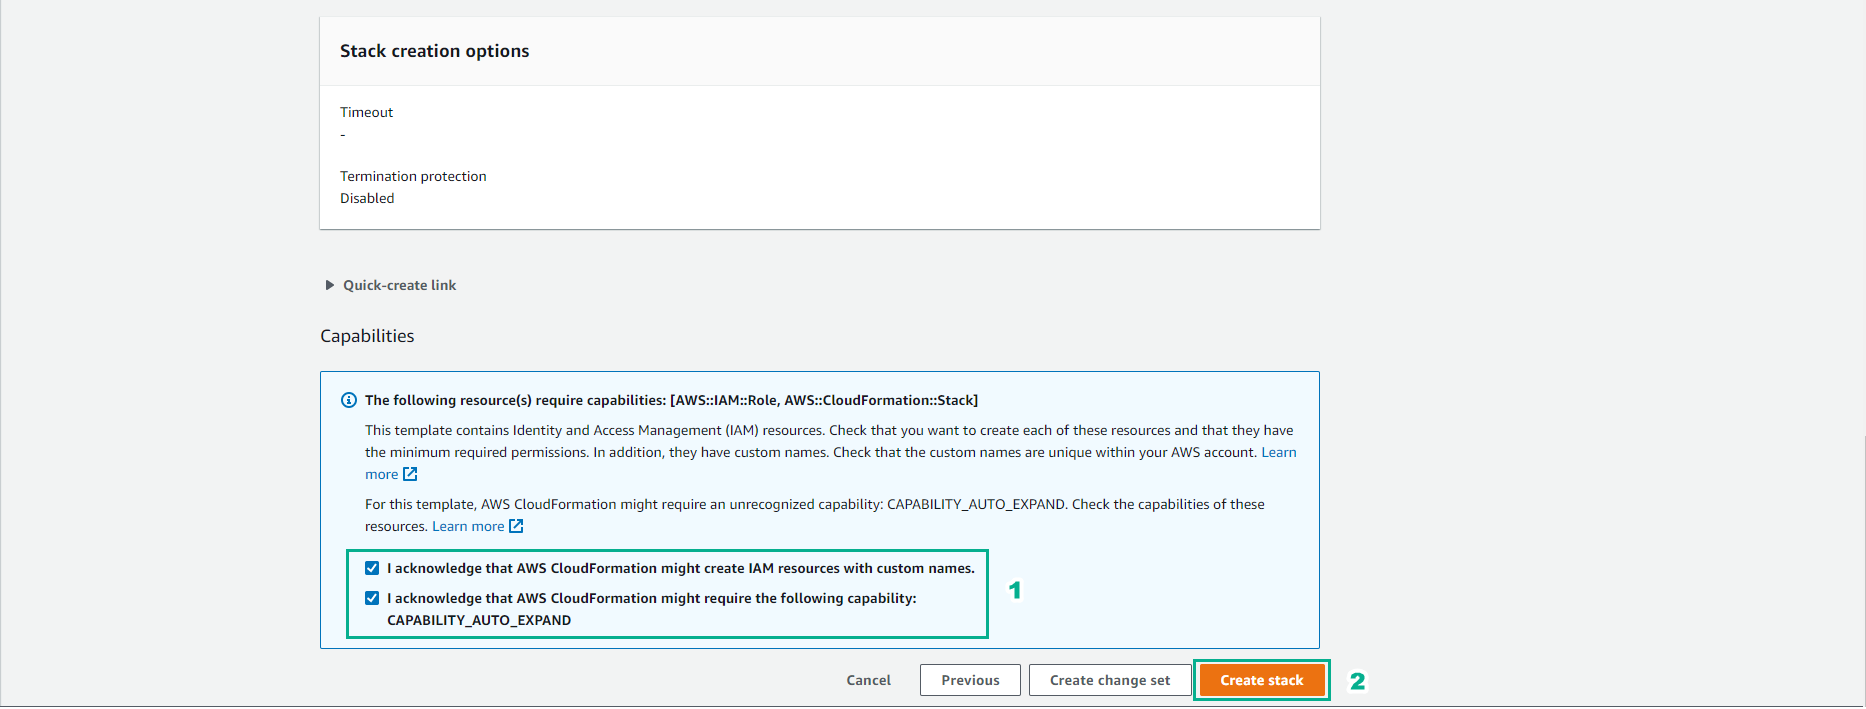 Stack creation options
Timeout
-
Termination protection
Disabled
Quick-create link
Capabilities
The following resource(s) require capabilities: [AWS::IAM::Role, AWS::CloudFormation::Stack]
This template contains Identity and Access Management (IAM) resources. Check that you want to create each of these resources and that they have
the minimum required permissions. In addition, they have custom names. Check that the custom names are unique within your AWS account. Learn
more
For this template, AWS CloudFormation might require an unrecognized capability: CAPABILITY_AUTO_EXPAND. Check the capabilities of these
resources. Learn more
I acknowledge that AWS CloudFormation might create IAM resources with custom names.
I acknowledge that AWS CloudFormation might require the following capability:
CAPABILITY_AUTO_EXPAND
1
Cancel Previous Create change set Create stack 2